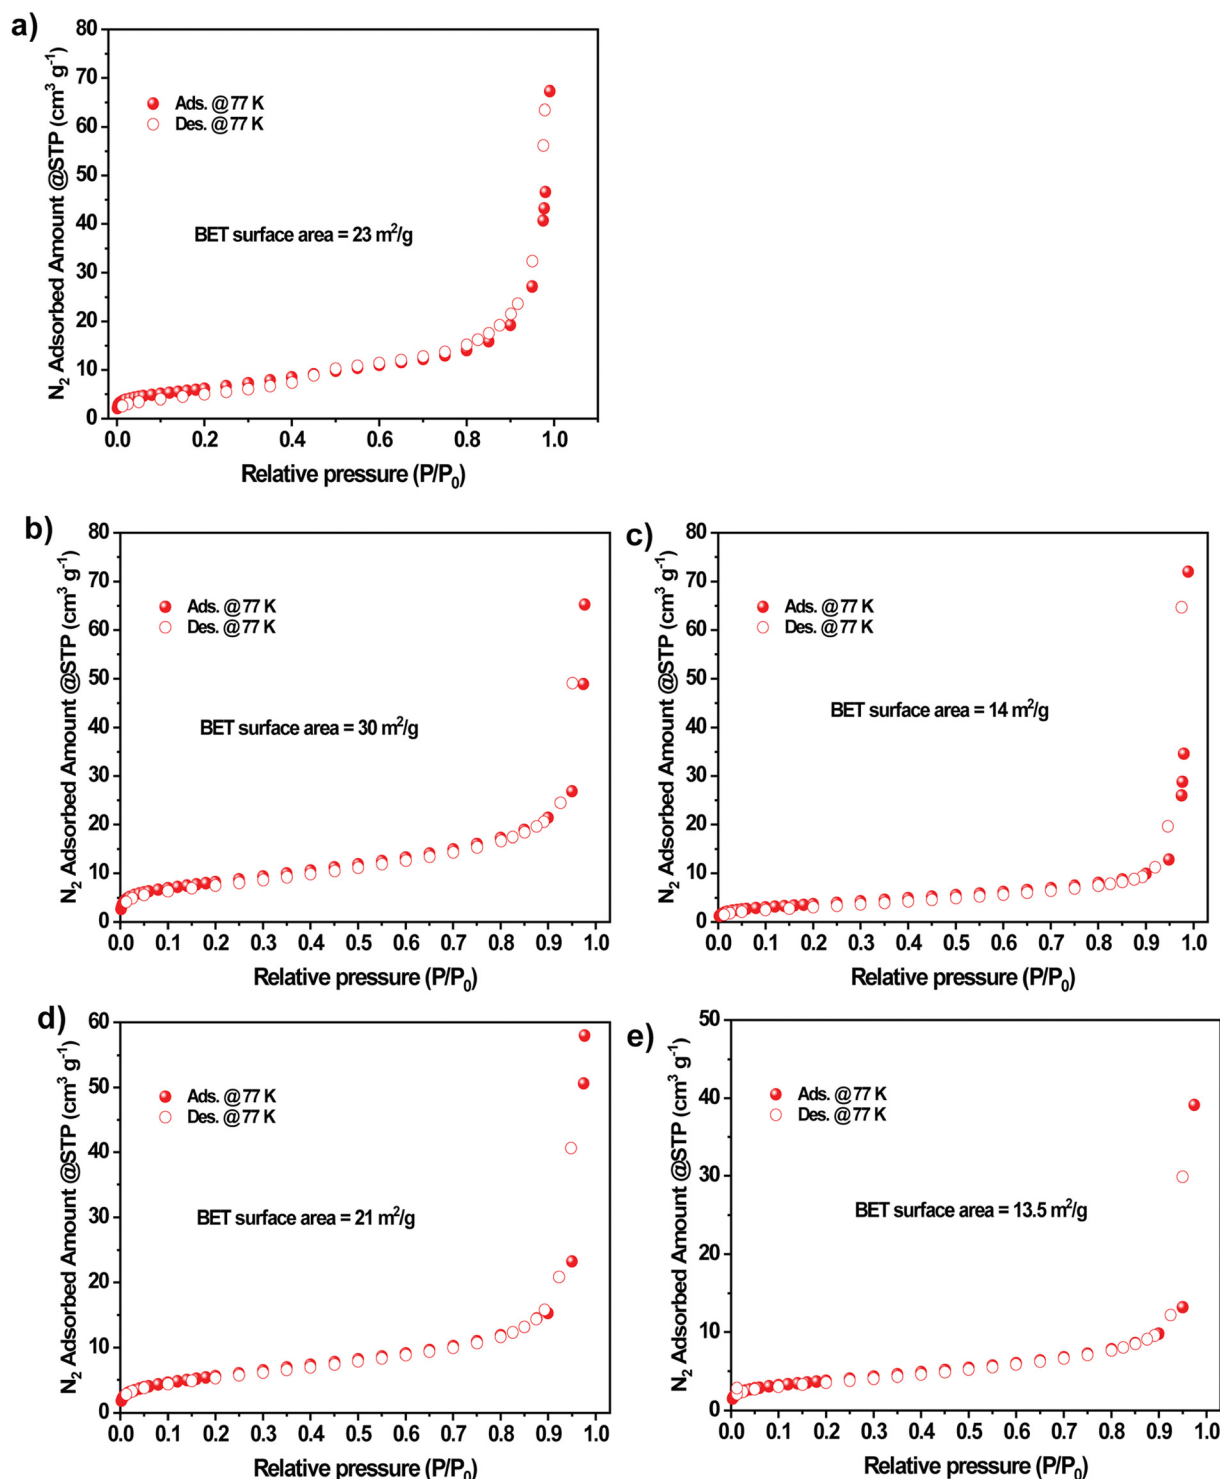 a)
N₂ Adsorbed Amount @STP (cm³ g⁻¹)
80
70
60
50
40
30
20
10
0
Ads. @77 K
Des. @77 K
BET surface area = 23 m²/g
0.0 0.2 0.4 0.6 0.8 1.0
Relative pressure (P/P₀)
b)
N₂ Adsorbed Amount @STP (cm³ g⁻¹)
80
70
60
50
40
30
20
10
0
Ads. @77 K
Des. @77 K
BET surface area = 30 m²/g
0.0 0.1 0.2 0.3 0.4 0.5 0.6 0.7 0.8 0.9 1.0
Relative pressure (P/P₀)
c)
N₂ Adsorbed Amount @STP (cm³ g⁻¹)
80
70
60
50
40
30
20
10
0
Ads. @77 K
Des. @77 K
BET surface area = 14 m²/g
0.0 0.1 0.2 0.3 0.4 0.5 0.6 0.7 0.8 0.9 1.0
Relative pressure (P/P₀)
d)
N₂ Adsorbed Amount @STP (cm³ g⁻¹)
60
50
40
30
20
10
0
Ads. @77 K
Des. @77 K
BET surface area = 21 m²/g
0.0 0.1 0.2 0.3 0.4 0.5 0.6 0.7 0.8 0.9 1.0
Relative pressure (P/P₀)
e)
N₂ Adsorbed Amount @STP (cm³ g⁻¹)
50
40
30
20
10
0
Ads. @77 K
Des. @77 K
BET surface area = 13.5 m²/g
0.0 0.1 0.2 0.3 0.4 0.5 0.6 0.7 0.8 0.9 1.0
Relative pressure (P/P₀)